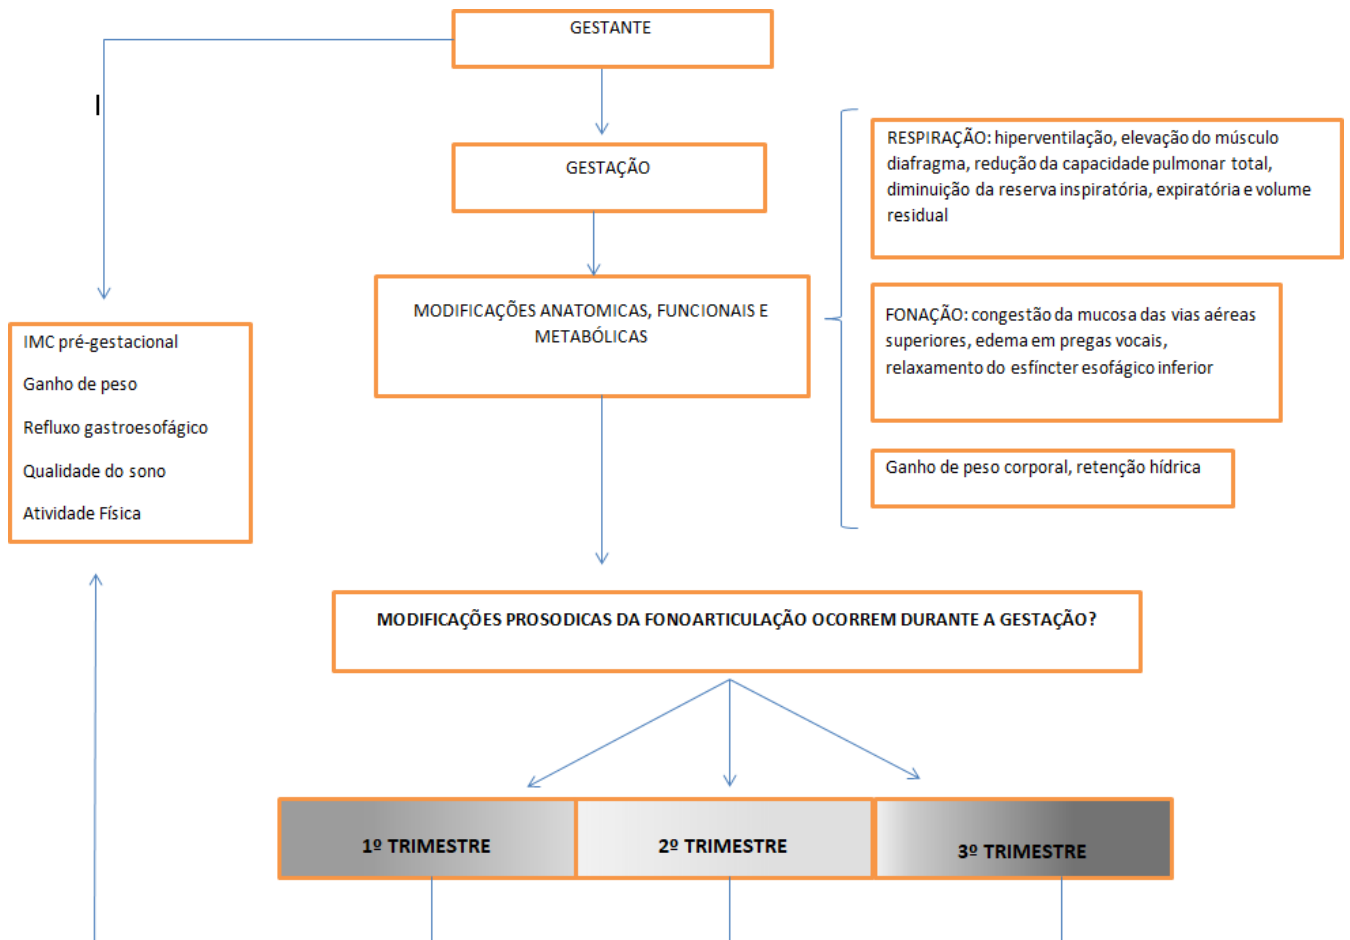 GESTANTE
GESTAÇÃO
MODIFICAÇÕES ANATOMICAS, FUNCIONAIS E
METABÓLICAS
RESPIRAÇÃO: hiperventilação, elevação do músculo
diafragma, redução da capacidade pulmonar total,
diminuição da reserva inspiratória, expiratória e volume
residual
FONAÇÃO: congestão da mucosa das vias aéreas
superiores, edema em pregas vocais,
relaxamento do esfíncter esofágico inferior
Ganho de peso corporal, retenção hídrica
IMC pré-gestacional
Ganho de peso
Refluxo gastroesofágico
Qualidade do sono
Atividade Física
MODIFICAÇÕES PROSODICAS DA FONOARTICULAÇÃO OCORREM DURANTE A GESTAÇÃO?
1º TRIMESTRE
2º TRIMESTRE
3º TRIMESTRE